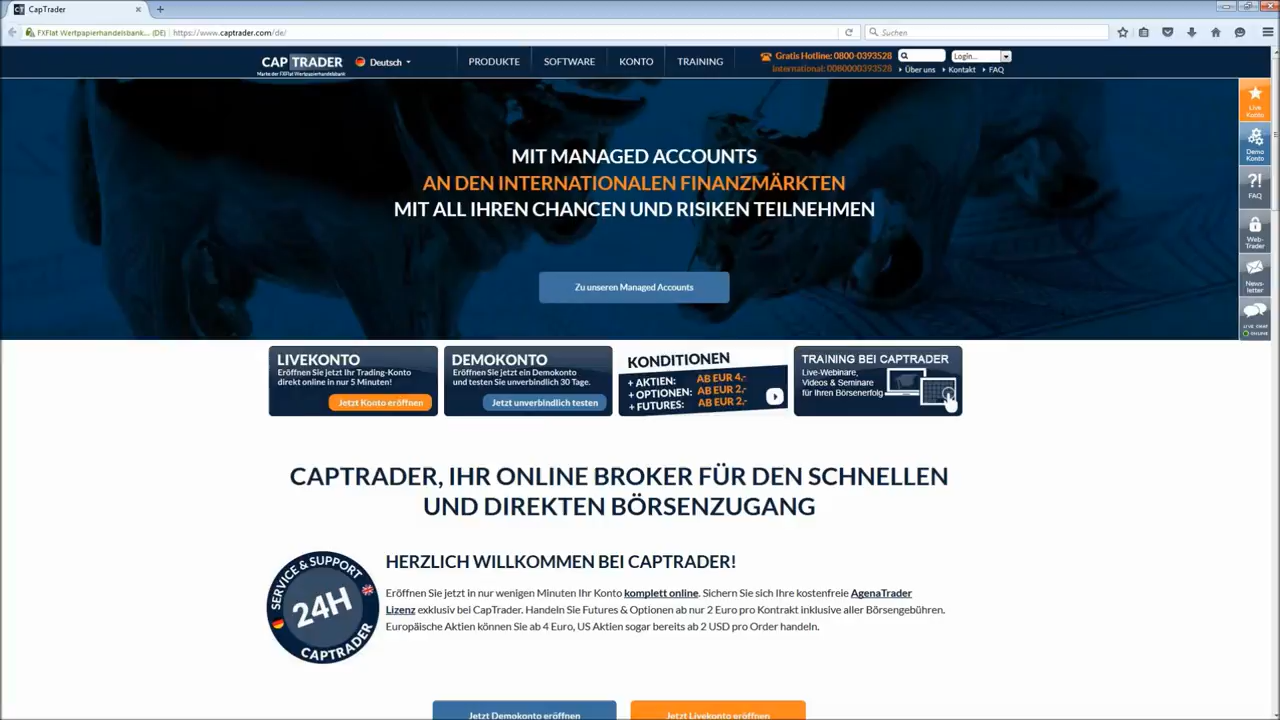 CapTrader
FXFlat Wertpapierhandelsbank... (DE)
https://www.captrader.com/de/
Suchen
CAPTRADER
Marke der FXFlat Wertpapierhandelsbank
Deutsch
PRODUKTE
SOFTWARE
KONTO
TRAINING
Gratis Hotline: 0800-0393528
International: 0080000393528
Login...
Über uns
Kontakt
FAQ
Live Konto
Demo Konto
?!
FAQ
Web-Trader
News-letter
LIVE CHAT
ONLINE
MIT MANAGED ACCOUNTS
AN DEN INTERNATIONALEN FINANZMÄRKTEN
MIT ALL IHREN CHANCEN UND RISIKEN TEILNEHMEN
Zu unseren Managed Accounts
LIVEKONTO
Eröffnen Sie jetzt Ihr Trading-Konto
direkt online in nur 5 Minuten!
Jetzt Konto eröffnen
DEMOKONTO
Eröffnen Sie jetzt ein Demokonto
und testen Sie unverbindlich 30 Tage.
Jetzt unverbindlich testen
KONDITIONEN
+ AKTIEN: AB EUR 4,-
+ OPTIONEN: AB EUR 2,-
+ FUTURES: AB EUR 2,-
TRAINING BEI CAPTRADER
Live-Webinare,
Videos & Seminare
für Ihren Börsenerfolg
CAPTRADER, IHR ONLINE BROKER FÜR DEN SCHNELLEN
UND DIREKTEN BÖRSENZUGANG
SERVICE & SUPPORT
24H
CAPTRADER
HERZLICH WILLKOMMEN BEI CAPTRADER!
Eröffnen Sie jetzt in nur wenigen Minuten Ihr Konto komplett online. Sichern Sie sich Ihre kostenfreie AgenaTrader
Lizenz exklusiv bei CapTrader. Handeln Sie Futures & Optionen ab nur 2 Euro pro Kontrakt inklusive aller Börsengebühren.
Europäische Aktien können Sie ab 4 Euro, US Aktien sogar bereits ab 2 USD pro Order handeln.
Jetzt Demokonto eröffnen
Jetzt Livekonto eröffnen